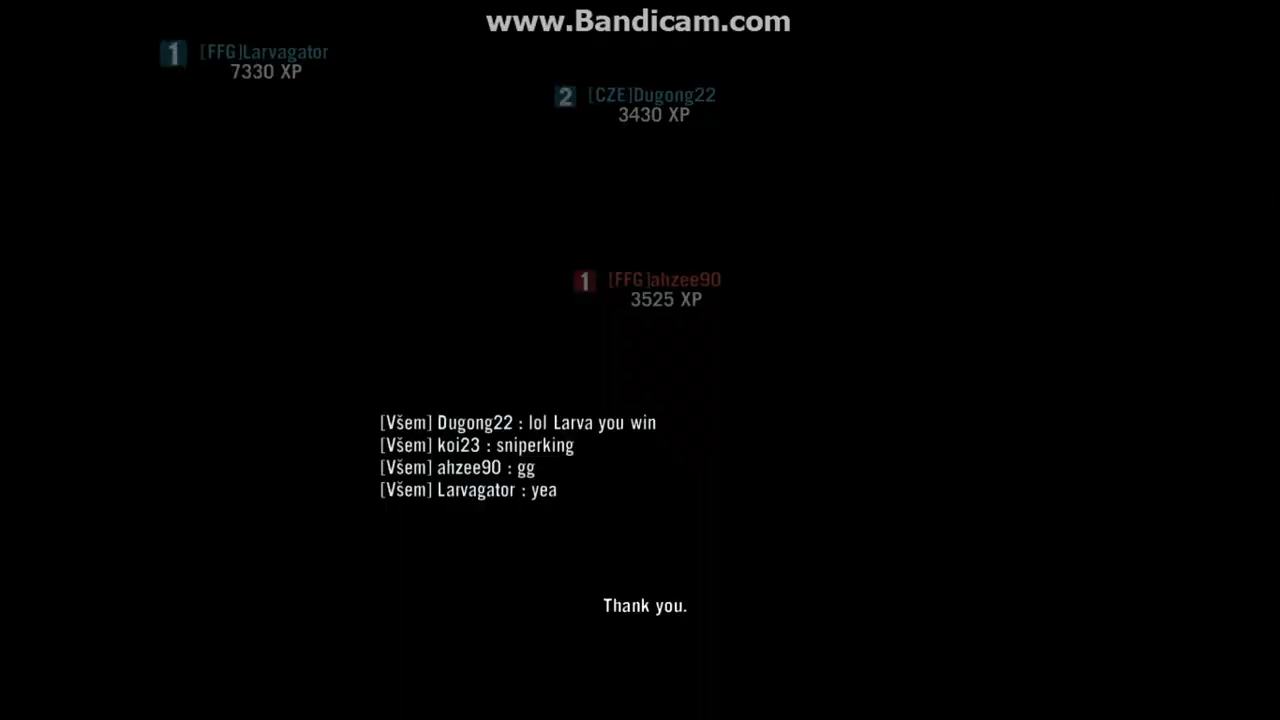 www.Bandicam.com
1 [FFG]Larvagator
7330 XP
2 [CZE]Dugong22
3430 XP
1 [FFG]ahzee90
3525 XP
[Všem] Dugong22 : lol Larva you win
[Všem] koi23 : sniperking
[Všem] ahzee90 : gg
[Všem] Larvagator : yea
Thank you.